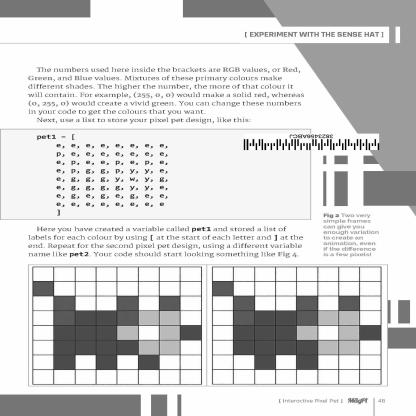 [ EXPERIMENT WITH THE SENSE HAT ]
The numbers used here inside the brackets are RGB values, or Red,
Green, and Blue values. Mixtures of these primary colours make
different shades. The higher the number, the more of that colour it
will contain. For example, (255, 0, 0) would make a solid red, whereas
(0, 255, 0) would create a vivid green. You can change these numbers
in your code to get the colours that you want.
Next, use a list to store your pixel pet design, like this:
pet1 = [
e, e, e, e, e, e, e, e,
p, e, e, e, e, e, e, e,
e, p, e, e, p, e, p, e,
e, p, g, g, p, y, y, e,
e, g, g, g, y, w, y, g,
e, g, g, g, g, y, y, e,
e, g, e, g, e, g, e, e,
e, e, e, e, e, e, e, e
]
Here you have created a variable called pet1 and stored a list of
labels for each colour by using [ at the start of each letter and ] at the
end. Repeat for the second pixel pet design, using a different variable
name like pet2. Your code should start looking something like Fig 4.
Fig 2 Two very
simple frames
can give you
enough variation
to create an
animation, even
if the difference
is a few pixels!
[ Interactive Pixel Pet ]
MagPi